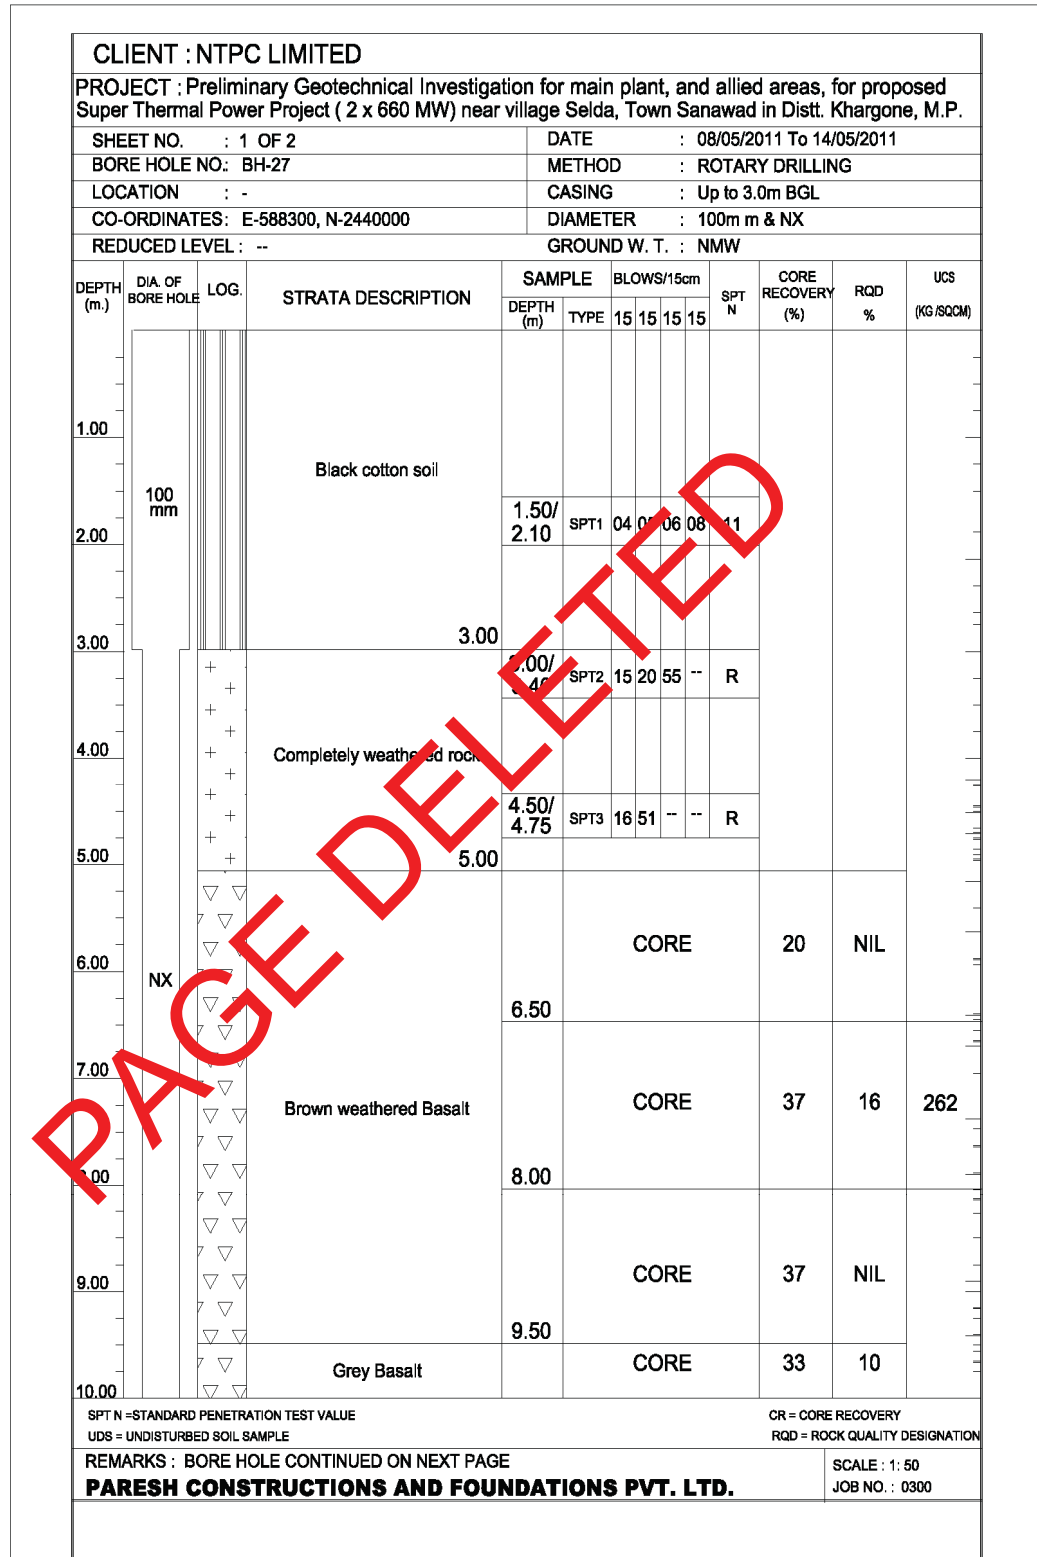 CLIENT : NTPC LIMITED
PROJECT : Preliminary Geotechnical Investigation for main plant, and allied areas, for proposed
Super Thermal Power Project ( 2 x 660 MW) near village Selda, Town Sanawad in Distt. Khargone, M.P.
SHEET NO. : 1 OF 2 DATE : 08/05/2011 To 14/05/2011
BORE HOLE NO.: BH-27 METHOD : ROTARY DRILLING
LOCATION : - CASING : Up to 3.0m BGL
CO-ORDINATES: E-588300, N-2440000 DIAMETER : 100m m & NX
REDUCED LEVEL : -- GROUND W. T. : NMW
DEPTH (m.) DIA. OF BORE HOLE LOG. STRATA DESCRIPTION SAMPLE BLOWS/15cm SPT N CORE RECOVERY (%) RQD % UCS (KG/SQCM)
DEPTH (m) TYPE 15 15 15 15
1.00
Black cotton soil
100 mm
1.50/ 2.10 SPT1 04 05 06 08 11
2.00
3.00
3.00
3.00/ SPT2 15 20 55 -- R
4.00
Completely weathered rock
4.50/ 4.75 SPT3 16 51 -- -- R
5.00
5.00
CORE 20 NIL
6.00
NX
6.50
7.00
Brown weathered Basalt
CORE 37 16 262
8.00
8.00
CORE 37 NIL
9.00
9.50
Grey Basalt
CORE 33 10
10.00
PAGE DELETED
SPT N =STANDARD PENETRATION TEST VALUE CR = CORE RECOVERY
UDS = UNDISTURBED SOIL SAMPLE RQD = ROCK QUALITY DESIGNATION
REMARKS : BORE HOLE CONTINUED ON NEXT PAGE SCALE : 1: 50
PARESH CONSTRUCTIONS AND FOUNDATIONS PVT. LTD. JOB NO. : 0300